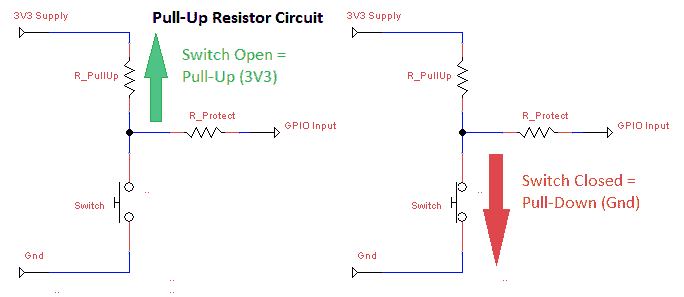 3V3 Supply
Pull-Up Resistor Circuit
3V3 Supply
Switch Open =
Pull-Up (3V3)
R_PullUp
R_PullUp
R_Protect
GPIO Input
R_Protect
GPIO Input
Switch
Switch
Switch Closed =
Pull-Down (Gnd)
Gnd
Gnd